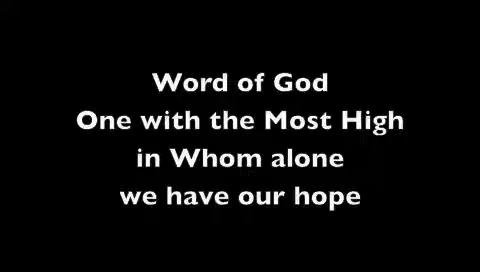 Word of God
One with the Most High
in Whom alone
we have our hope